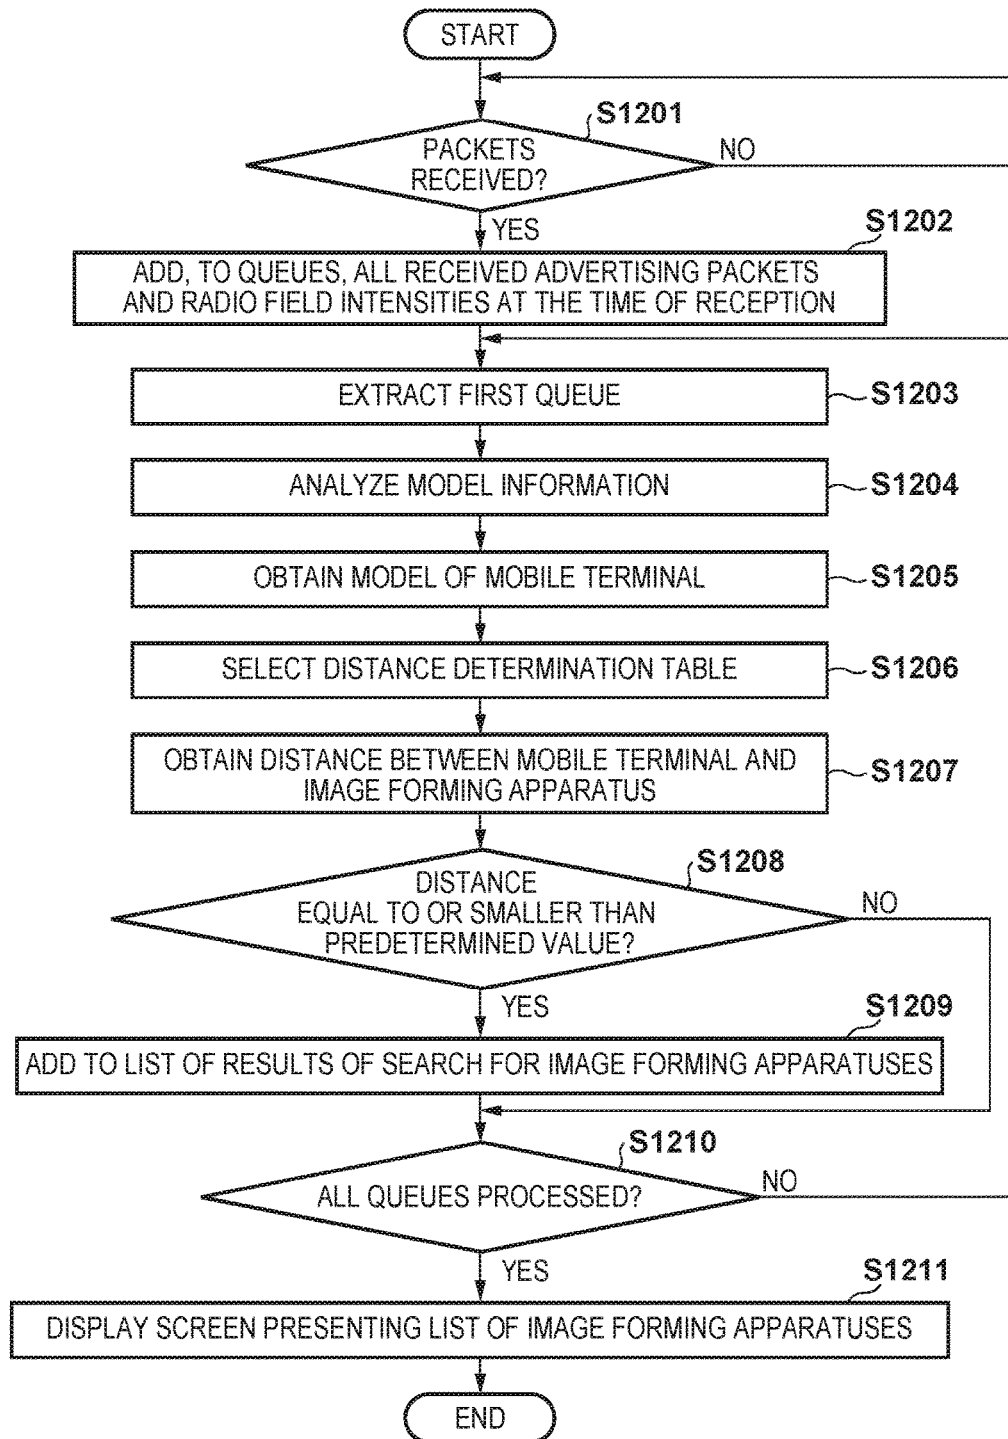 START
S1201
PACKETS
RECEIVED?
NO
YES
S1202
ADD, TO QUEUES, ALL RECEIVED ADVERTISING PACKETS
AND RADIO FIELD INTENSITIES AT THE TIME OF RECEPTION
EXTRACT FIRST QUEUE
S1203
ANALYZE MODEL INFORMATION
S1204
OBTAIN MODEL OF MOBILE TERMINAL
S1205
SELECT DISTANCE DETERMINATION TABLE
S1206
OBTAIN DISTANCE BETWEEN MOBILE TERMINAL AND
IMAGE FORMING APPARATUS
S1207
S1208
DISTANCE
EQUAL TO OR SMALLER THAN
PREDETERMINED VALUE?
NO
YES
S1209
ADD TO LIST OF RESULTS OF SEARCH FOR IMAGE FORMING APPARATUSES
S1210
ALL QUEUES PROCESSED?
NO
YES
S1211
DISPLAY SCREEN PRESENTING LIST OF IMAGE FORMING APPARATUSES
END